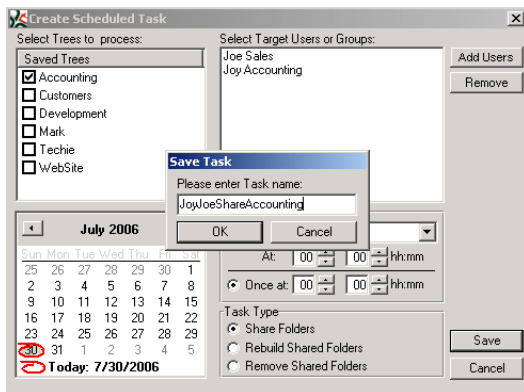 Create Scheduled Task
Select Trees to process:
Select Target Users or Groups:
Saved Trees
Accounting
Customers
Development
Mark
Techie
WebSite
Joe Sales
Joy Accounting
Add Users
Remove
Save Task
Please enter Task name:
JoyJoeShareAccounting
OK Cancel
July 2006
Sun Mon Tue Wed Thu Fri Sat
25 26 27 28 29 30 1
2 3 4 5 6 7 8
9 10 11 12 13 14 15
16 17 18 19 20 21 22
23 24 25 26 27 28 29
30 31 1 2 3 4 5
Today: 7/30/2006
At: 00 00 hh:mm
Once at: 00 00 hh:mm
Task Type
Share Folders
Rebuild Shared Folders
Remove Shared Folders
Save
Cancel